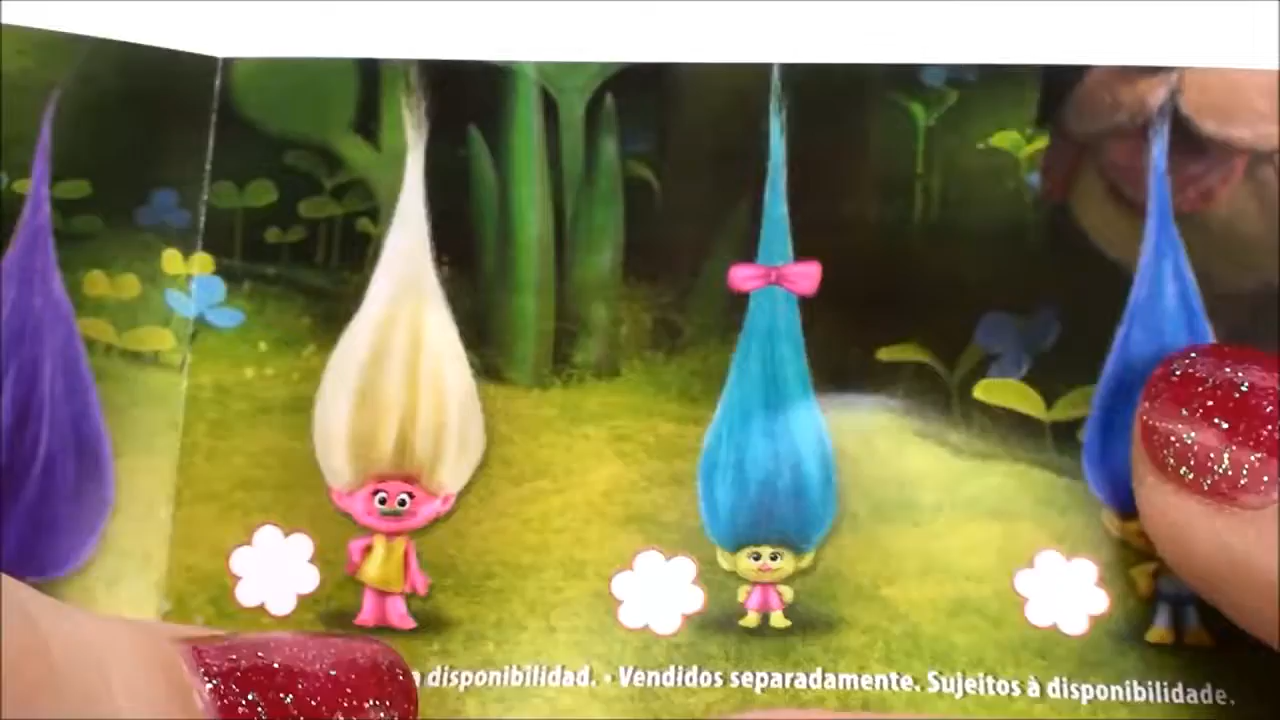 disponibilidad. • Vendidos separadamente. Sujeitos à disponibilidade.